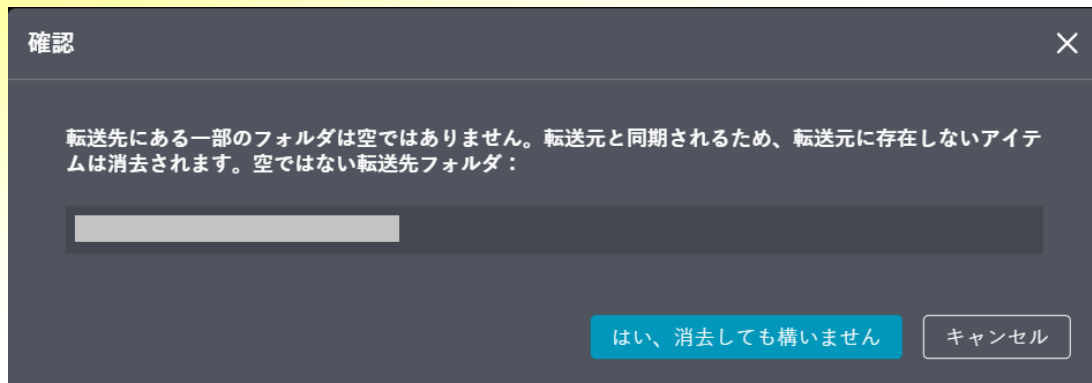 確認
転送先にある一部のフォルダは空ではありません。転送元と同期されるため、転送元に存在しないアイテ
ムは消去されます。空ではない転送先フォルダ：
はい、消去しても構いません
キャンセル